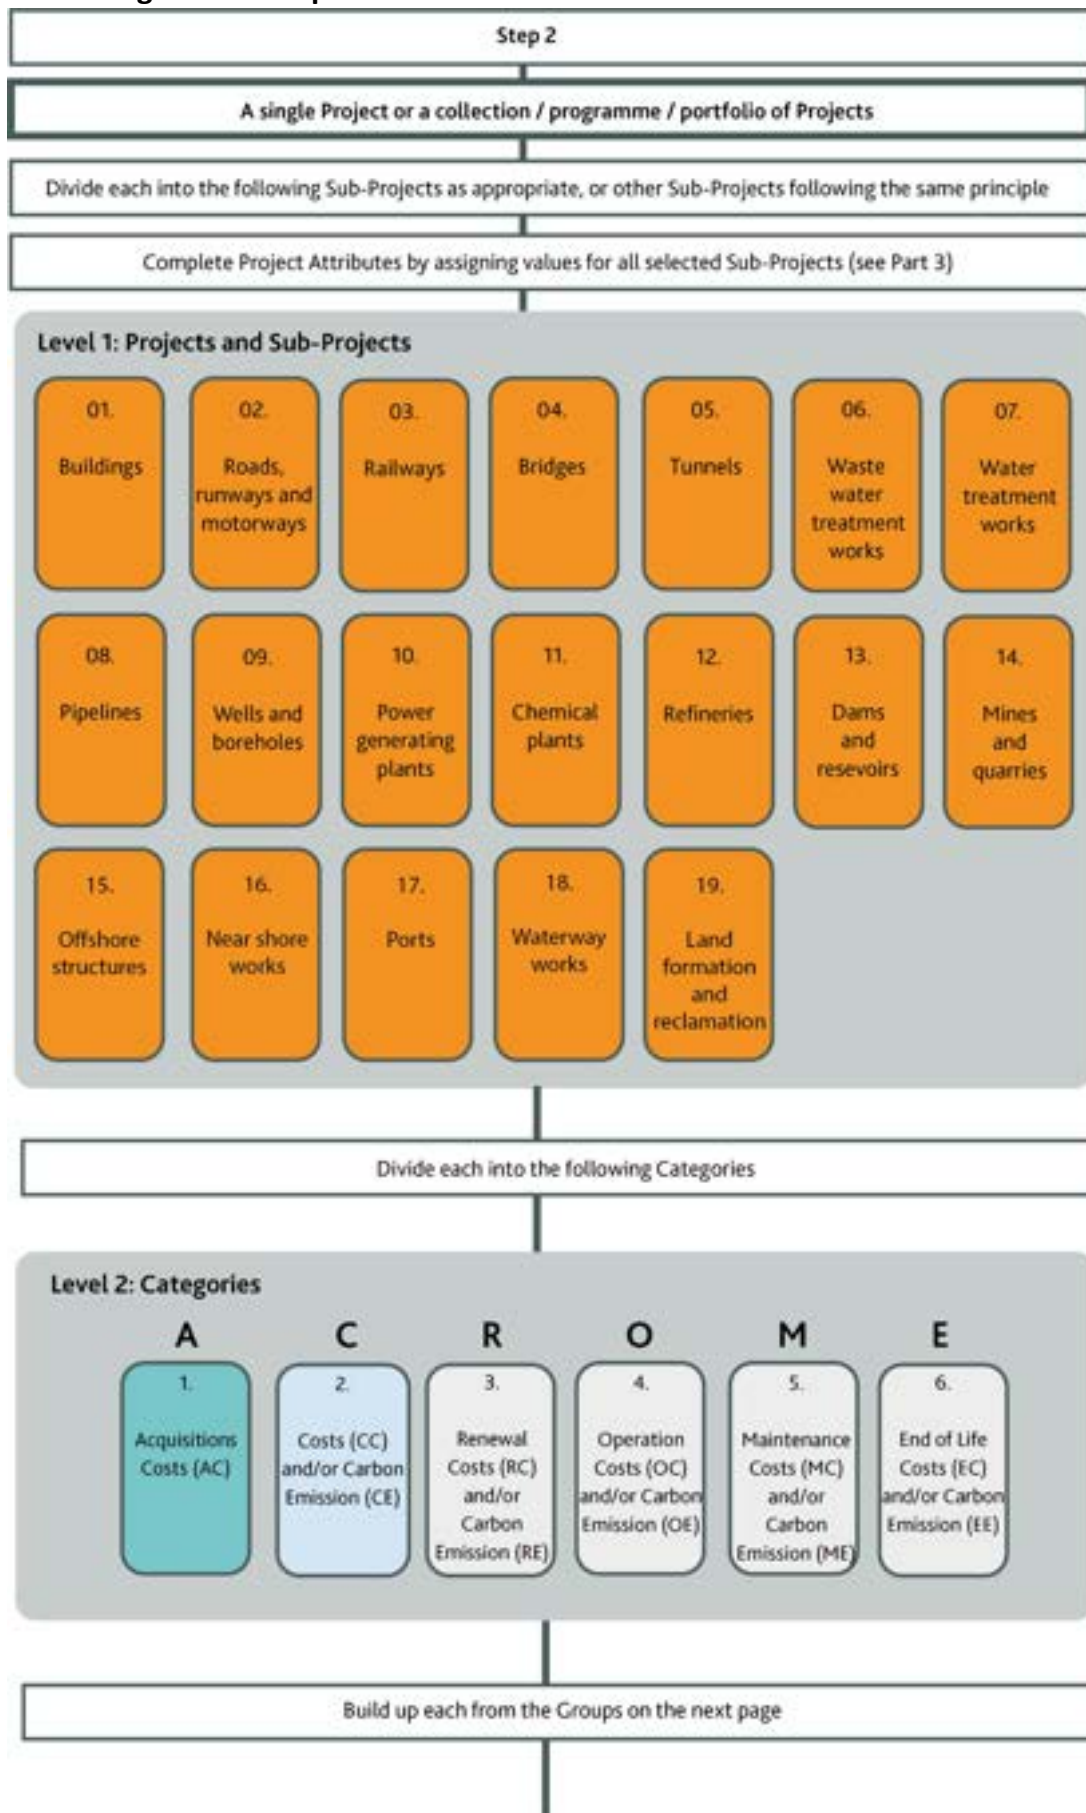 Step 2
A single Project or a collection / programme / portfolio of Projects
Divide each into the following Sub-Projects as appropriate, or other Sub-Projects following the same principle
Complete Project Attributes by assigning values for all selected Sub-Projects (see Part 3)
Level 1: Projects and Sub-Projects
01.
Buildings
02.
Roads,
runways and
motorways
03.
Railways
04.
Bridges
05.
Tunnels
06.
Waste
water
treatment
works
07.
Water
treatment
works
08.
Pipelines
09.
Wells and
boreholes
10.
Power
generating
plants
11.
Chemical
plants
12.
Refineries
13.
Dams
and
resevoirs
14.
Mines
and
quarries
15.
Offshore
structures
16.
Near shore
works
17.
Ports
18.
Waterway
works
19.
Land
formation
and
reclamation
Divide each into the following Categories
Level 2: Categories
A
C
R
O
M
E
1.
Acquisitions
Costs (AC)
2.
Costs (CC)
and/or Carbon
Emission (CE)
3.
Renewal
Costs (RC)
and/or
Carbon
Emission (RE)
4.
Operation
Costs (OC)
and/or Carbon
Emission (OE)
5.
Maintenance
Costs (MC)
and/or
Carbon
Emission (ME)
6.
End of Life
Costs (EC)
and/or Carbon
Emission (EE)
Build up each from the Groups on the next page